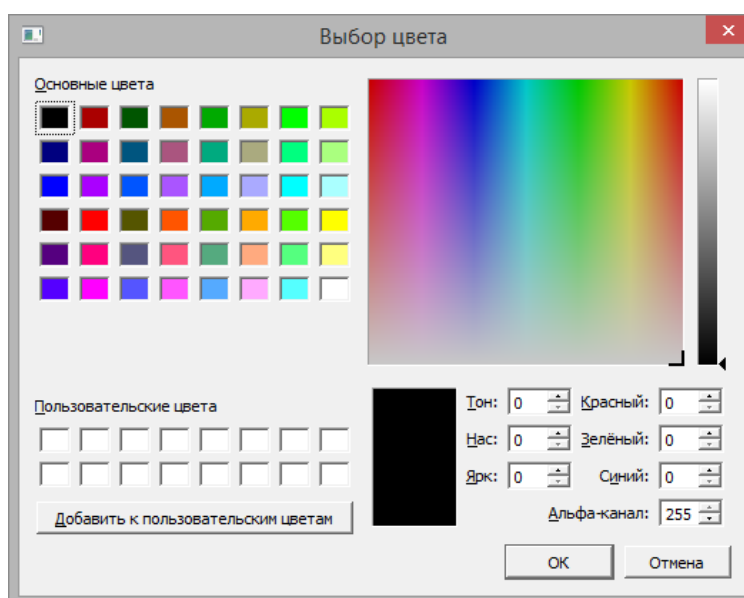 Выбор цвета
Основные цвета
Пользовательские цвета
Добавить к пользовательским цветам
Тон: 0 Красный: 0
Нас: 0 Зелёный: 0
Ярк: 0 Синий: 0
Альфа-канал: 255
ОК Отмена